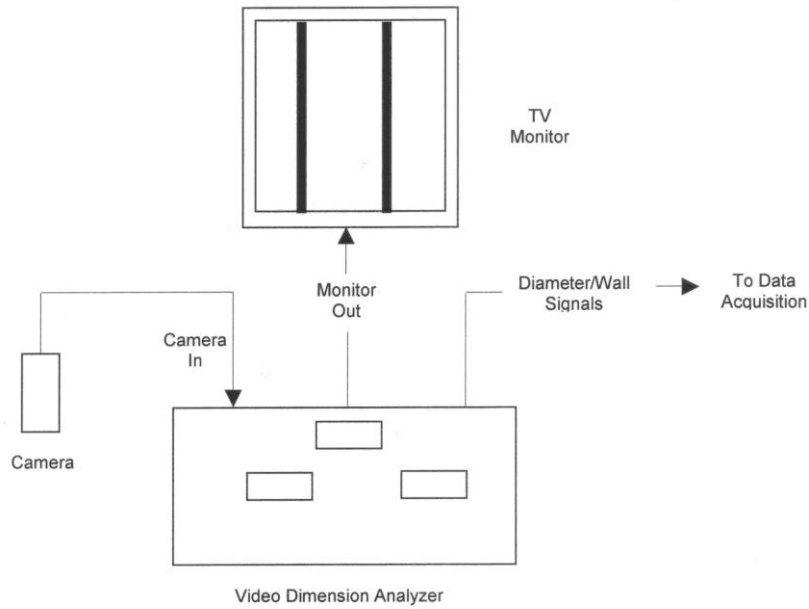 TV
Monitor
Monitor
Out
Diameter/Wall
Signals
To Data
Acquisition
Camera
In
Camera
Video Dimension Analyzer